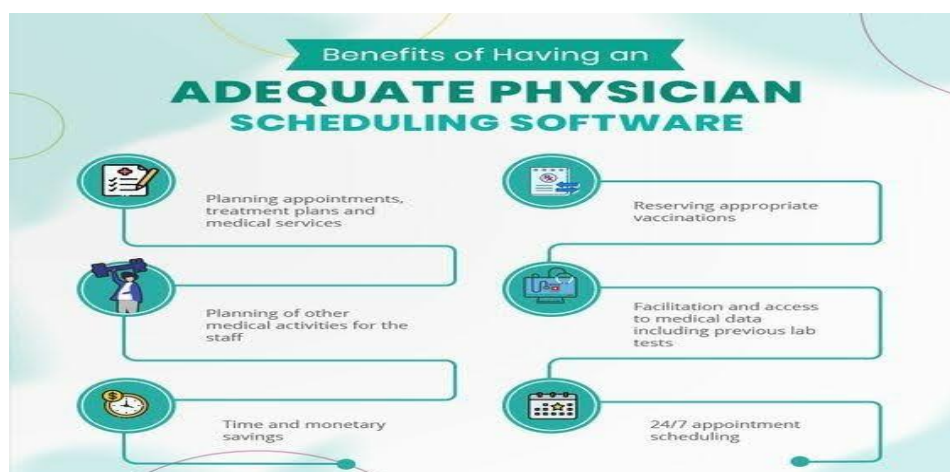 Benefits of Having an
ADEQUATE PHYSICIAN
SCHEDULING SOFTWARE
Planning appointments,
treatment plans and
medical services
Planning of other
medical activities for the
staff
Time and monetary
savings
Reserving appropriate
vaccinations
Facilitation and access
to medical data
including previous lab
tests
24/7 appointment
scheduling